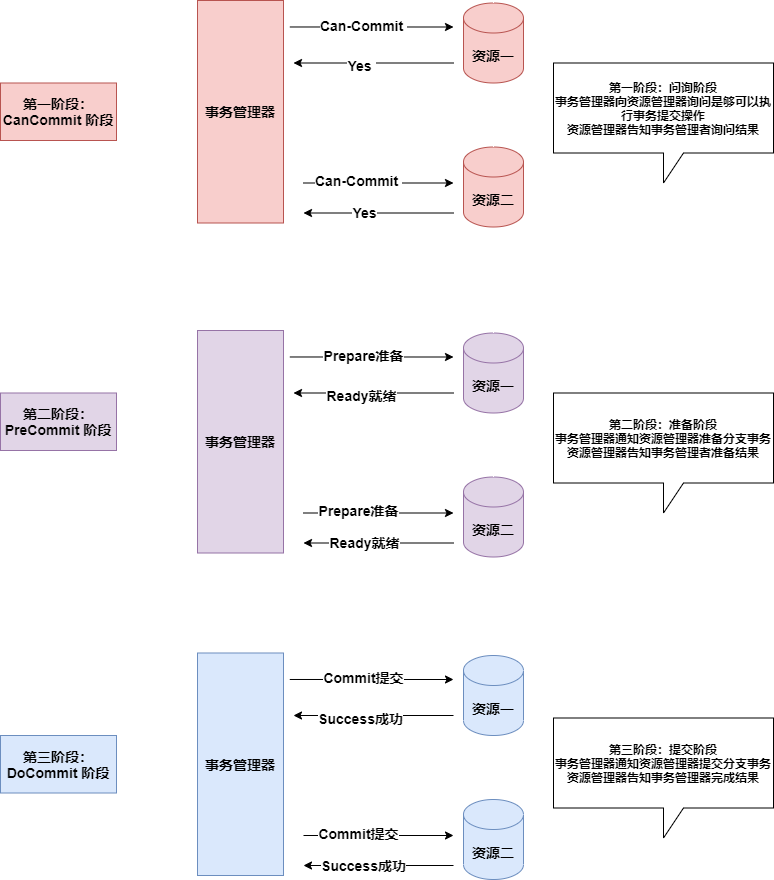 第一阶段：
CanCommit 阶段
事务管理器
Can-Commit
Yes
资源一
Can-Commit
Yes
资源二
第一阶段：问询阶段
事务管理器向资源管理器询问是够可以执
行事务提交操作
资源管理器告知事务管理者询问结果
第二阶段：
PreCommit 阶段
事务管理器
Prepare准备
Ready就绪
资源一
Prepare准备
Ready就绪
资源二
第二阶段：准备阶段
事务管理器通知资源管理器准备分支事务
资源管理器告知事务管理者准备结果
第三阶段：
DoCommit 阶段
事务管理器
Commit提交
Success成功
资源一
Commit提交
Success成功
资源二
第三阶段：提交阶段
事务管理器通知资源管理器提交分支事务
资源管理器告知事务管理器完成结果